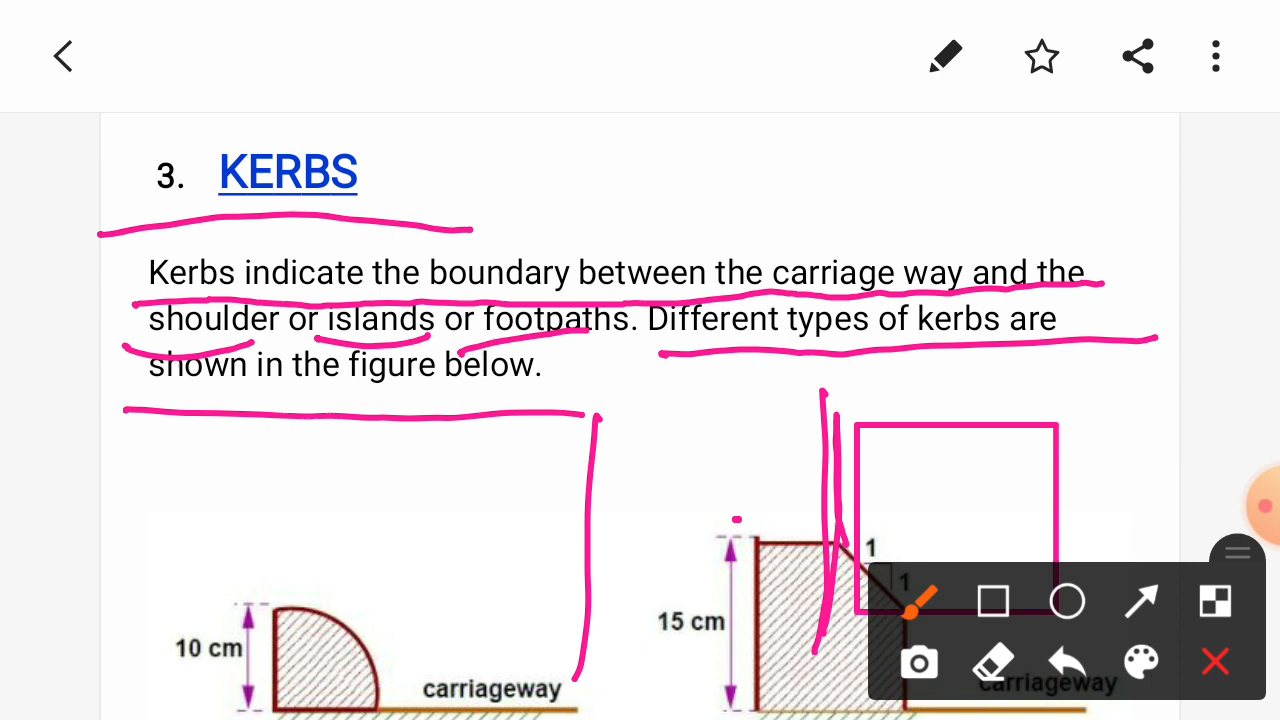 3. KERBS
Kerbs indicate the boundary between the carriage way and the
shoulder or islands or footpaths. Different types of kerbs are
shown in the figure below.
1
1
15 cm
10 cm
carriageway
carriageway